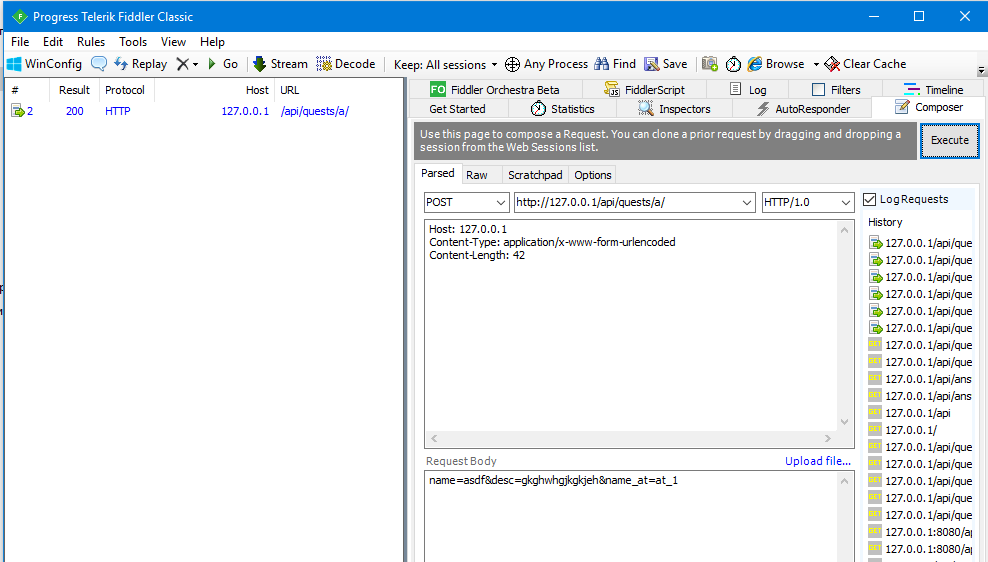 Progress Telerik Fiddler Classic
File Edit Rules Tools View Help
WinConfig Replay Go Stream Decode Keep: All sessions Any Process Find Save Browse Clear Cache
# Result Protocol Host URL
2 200 HTTP 127.0.0.1 /api/quests/a/
FO Fiddler Orchestra Beta FiddlerScript Log Filters Timeline
Get Started Statistics Inspectors AutoResponder Composer
Use this page to compose a Request. You can clone a prior request by dragging and dropping a
session from the Web Sessions list.
Execute
Parsed Raw Scratchpad Options
POST http://127.0.0.1/api/quests/a/ HTTP/1.0
Log Requests
Host: 127.0.0.1
Content-Type: application/x-www-form-urlencoded
Content-Length: 42
History
127.0.0.1/api/que
127.0.0.1/api/que
127.0.0.1/api/que
127.0.0.1/api/que
127.0.0.1/api/que
127.0.0.1/api/que
127.0.0.1/api/que
127.0.0.1/api/que
127.0.0.1/api/ans
127.0.0.1/api/ans
127.0.0.1/api
127.0.0.1/
127.0.0.1/api/que
127.0.0.1/api/que
127.0.0.1/api/que
127.0.0.1/api/que
127.0.0.1/api/que
127.0.0.1:8080/ap
127.0.0.1:8080/ap
Request Body Upload file...
name=asdf&desc=gkghwhgjkgkjeh&name_at=at_1